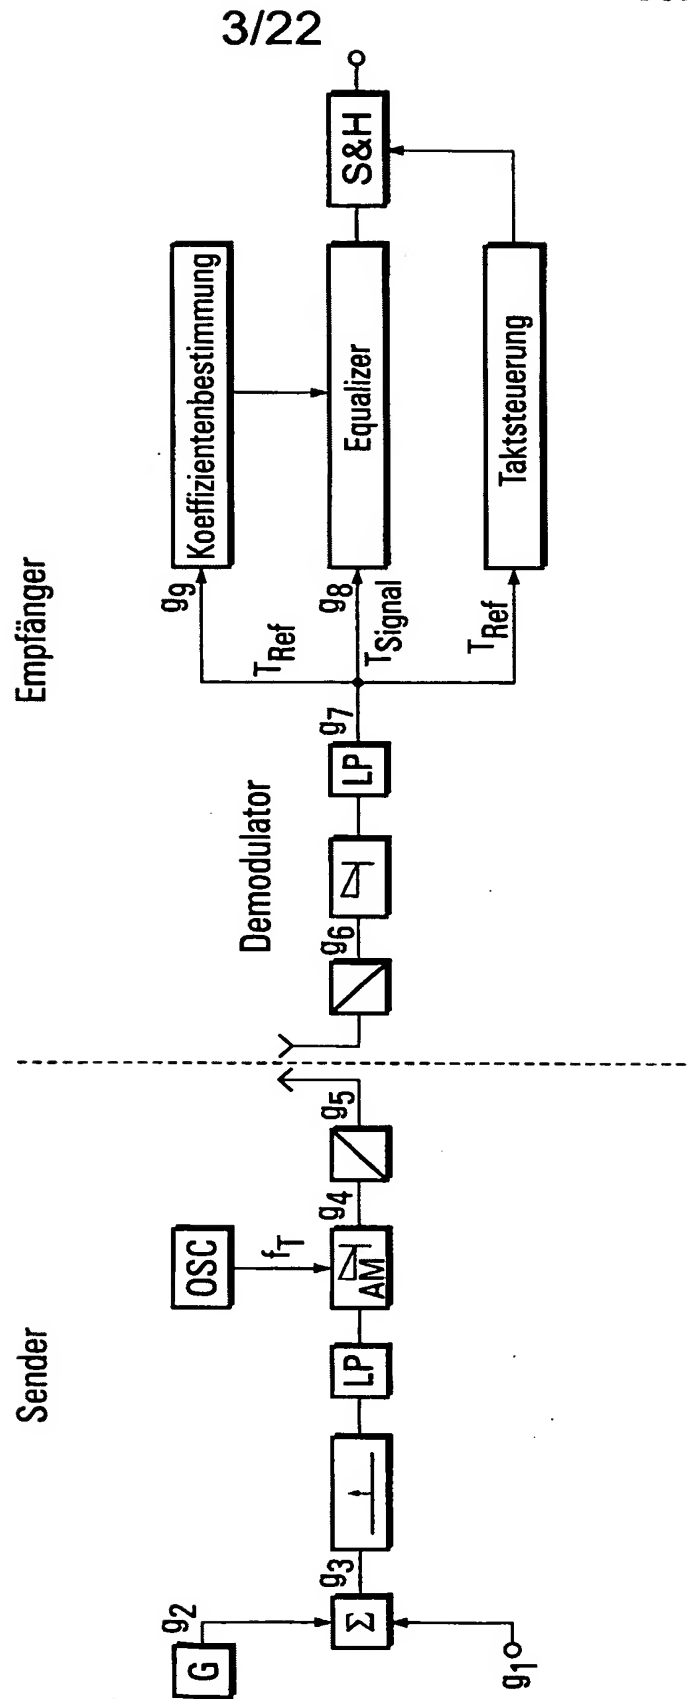 3/22
Sender
Empfänger
Demodulator
G
g2
g1
Σ
g3
LP
OSC
fT
AM
g4
g5
g6
LP
g7
TRef
g9
Koeffizientenbestimmung
TSignal
g8
Equalizer
S&H
TRef
Taktsteuerung